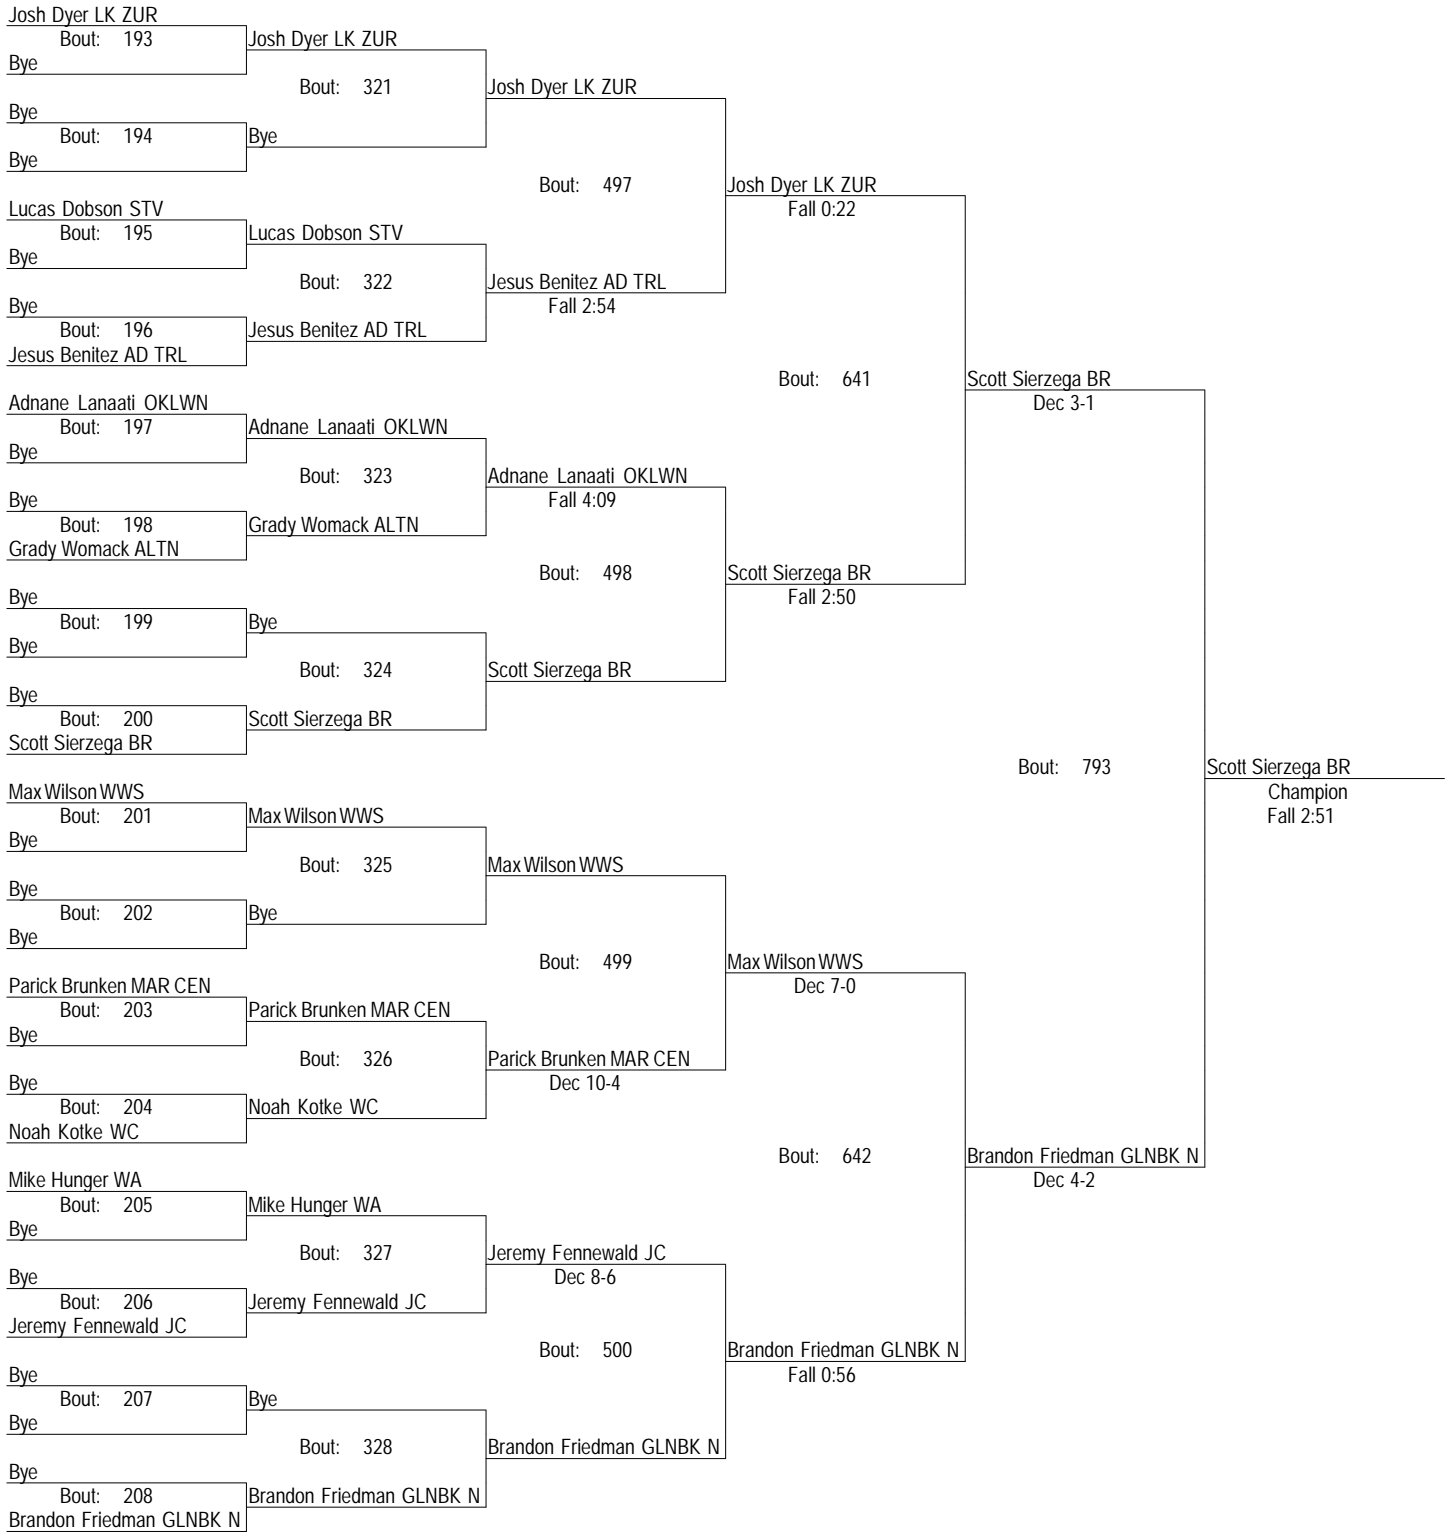 Josh Dyer LK ZUR
Bout: 193
Josh Dyer LK ZUR
Bye
Bout: 321
Josh Dyer LK ZUR
Bye
Bout: 194
Bye
Bye
Bout: 497
Josh Dyer LK ZUR
Fall 0:22
Lucas Dobson STV
Bout: 195
Lucas Dobson STV
Bye
Bout: 322
Jesus Benitez AD TRL
Fall 2:54
Bye
Bout: 196
Jesus Benitez AD TRL
Jesus Benitez AD TRL
Bout: 641
Scott Sierzega BR
Dec 3-1
Adnane Lanaati OKLWN
Bout: 197
Adnane Lanaati OKLWN
Bye
Bout: 323
Adnane Lanaati OKLWN
Fall 4:09
Bye
Bout: 198
Grady Womack ALTN
Grady Womack ALTN
Bout: 498
Scott Sierzega BR
Fall 2:50
Bye
Bout: 199
Bye
Bye
Bout: 324
Scott Sierzega BR
Bye
Bout: 200
Scott Sierzega BR
Scott Sierzega BR
Bout: 793
Scott Sierzega BR
Champion
Fall 2:51
Max Wilson WWS
Bout: 201
Max Wilson WWS
Bye
Bout: 325
Max Wilson WWS
Bye
Bout: 202
Bye
Bye
Bout: 499
Max Wilson WWS
Dec 7-0
Parick Brunken MAR CEN
Bout: 203
Parick Brunken MAR CEN
Bye
Bout: 326
Parick Brunken MAR CEN
Dec 10-4
Bye
Bout: 204
Noah Kotke WC
Noah Kotke WC
Bout: 642
Brandon Friedman GLNBK N
Dec 4-2
Mike Hunger WA
Bout: 205
Mike Hunger WA
Bye
Bout: 327
Jeremy Fennewald JC
Dec 8-6
Bye
Bout: 206
Jeremy Fennewald JC
Jeremy Fennewald JC
Bout: 500
Brandon Friedman GLNBK N
Fall 0:56
Bye
Bout: 207
Bye
Bye
Bout: 328
Brandon Friedman GLNBK N
Bye
Bout: 208
Brandon Friedman GLNBK N
Brandon Friedman GLNBK N